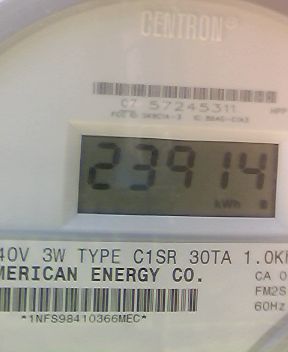 CENTRON®
07 57245311
23914
kWh
40V 3W TYPE C1SR 30TA 1.0K
MERICAN ENERGY CO.
CA 0
FM2S
60Hz
*1NFS98410366MEC*